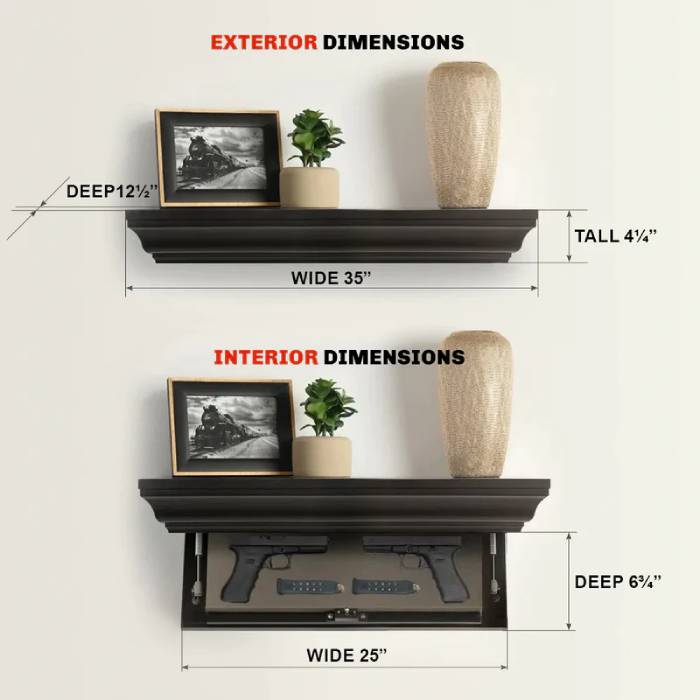 EXTERIOR DIMENSIONS
DEEP12½”
TALL 4¼”
WIDE 35”
INTERIOR DIMENSIONS
DEEP 6¾”
WIDE 25”